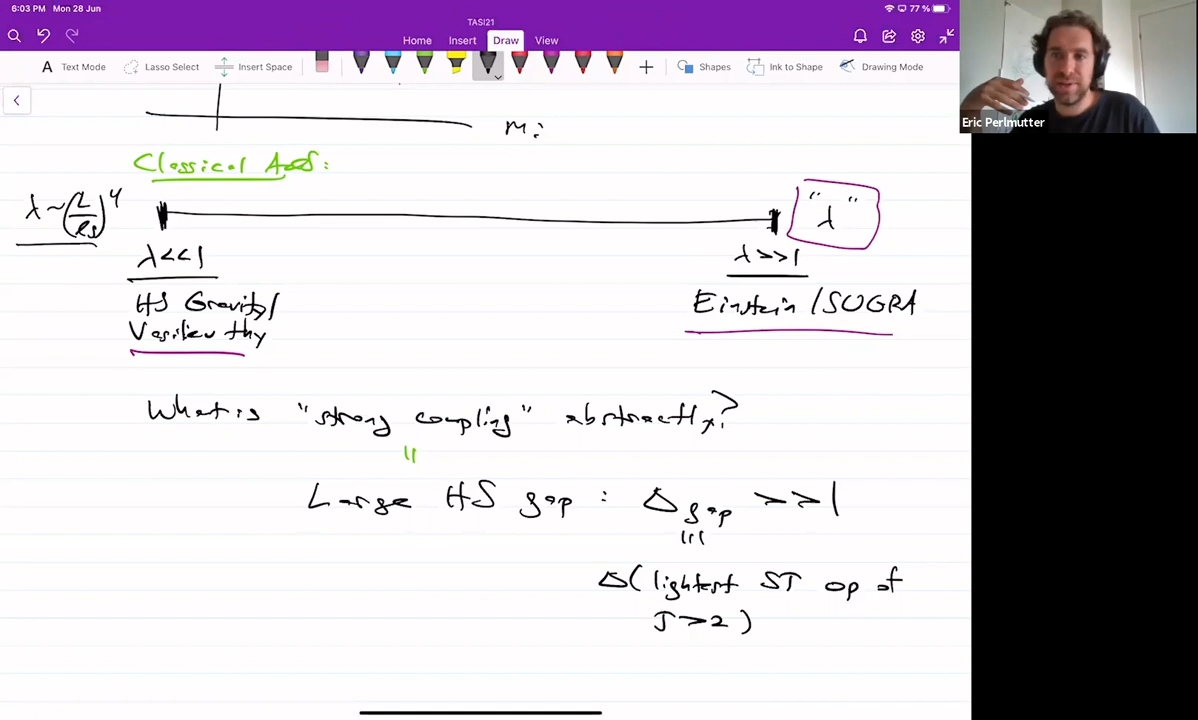 6:03 PM Mon 28 Jun
77 %
TASI21
Home Insert Draw View
A Text Mode Lasso Select Insert Space + Shapes Ink to Shape Drawing Mode
Eric Perlmutter
Classical AdS:
λ ~ (L/ls)^4
"λ"
λ<<1
λ>>1
HS Gravity/
Vasiliev thy
Einstein / SUGRA
What is "strong coupling" abstractly?
Large HS gap : Δgap >>1
Δ( lightest ST op of
J>2 )